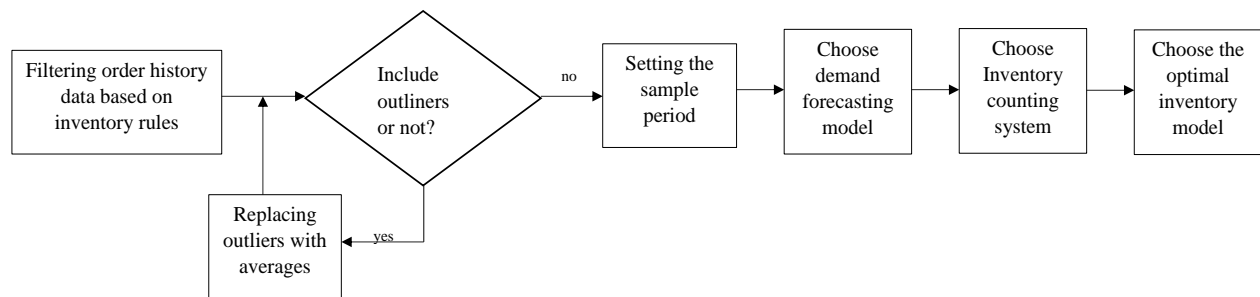 Filtering order history
data based on
inventory rules
Include
outliners
or not?
no
Setting the
sample
period
Choose
demand
forecasting
model
Choose
Inventory
counting
system
Choose the
optimal
inventory
model
Replacing
outliers with
averages
yes